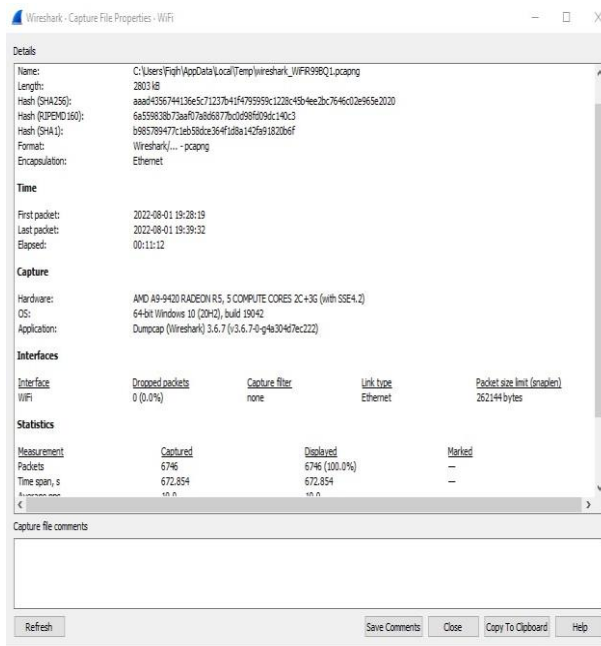 Wireshark - Capture File Properties - WiFi
Details
Name: C:\Users\Fiqih\AppData\Local\Temp\wireshark_WiFiR99BQ1.pcapng
Length: 2803 kB
Hash (SHA256): aaad4356744136e5c71237b41f4795959c1228c45b4ee2bc7646c02e965e2020
Hash (RIPEMD160): 6a559838b73aaf07a8d6877bc0d98fd09dc140c3
Hash (SHA1): b985789477c1eb58dce364f1d8a142fa91820b6f
Format: Wireshark/... - pcapng
Encapsulation: Ethernet
Time
First packet: 2022-08-01 19:28:19
Last packet: 2022-08-01 19:39:32
Elapsed: 00:11:12
Capture
Hardware: AMD A9-9420 RADEON R5, 5 COMPUTE CORES 2C+3G (with SSE4.2)
OS: 64-bit Windows 10 (20H2), build 19042
Application: Dumpcap (Wireshark) 3.6.7 (v3.6.7-0-g4a304d7ec222)
Interfaces
Interface Dropped packets Capture filter Link type Packet size limit (snaplen)
WiFi 0 (0.0%) none Ethernet 262144 bytes
Statistics
Measurement Captured Displayed Marked
Packets 6746 6746 (100.0%) —
Time span, s 672.854 672.854 —
Average pps 10.0 10.0
Capture file comments
Refresh Save Comments Close Copy To Clipboard Help